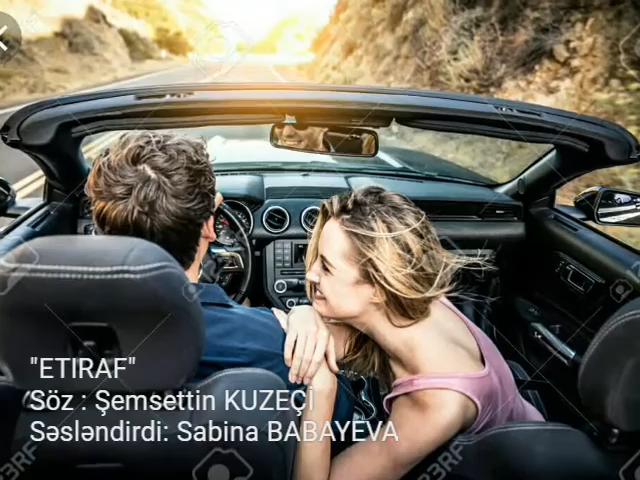 "ETIRAF"
Söz : Şemsettin KUZEÇİ
Səsləndirdi: Sabina BABAYEVA